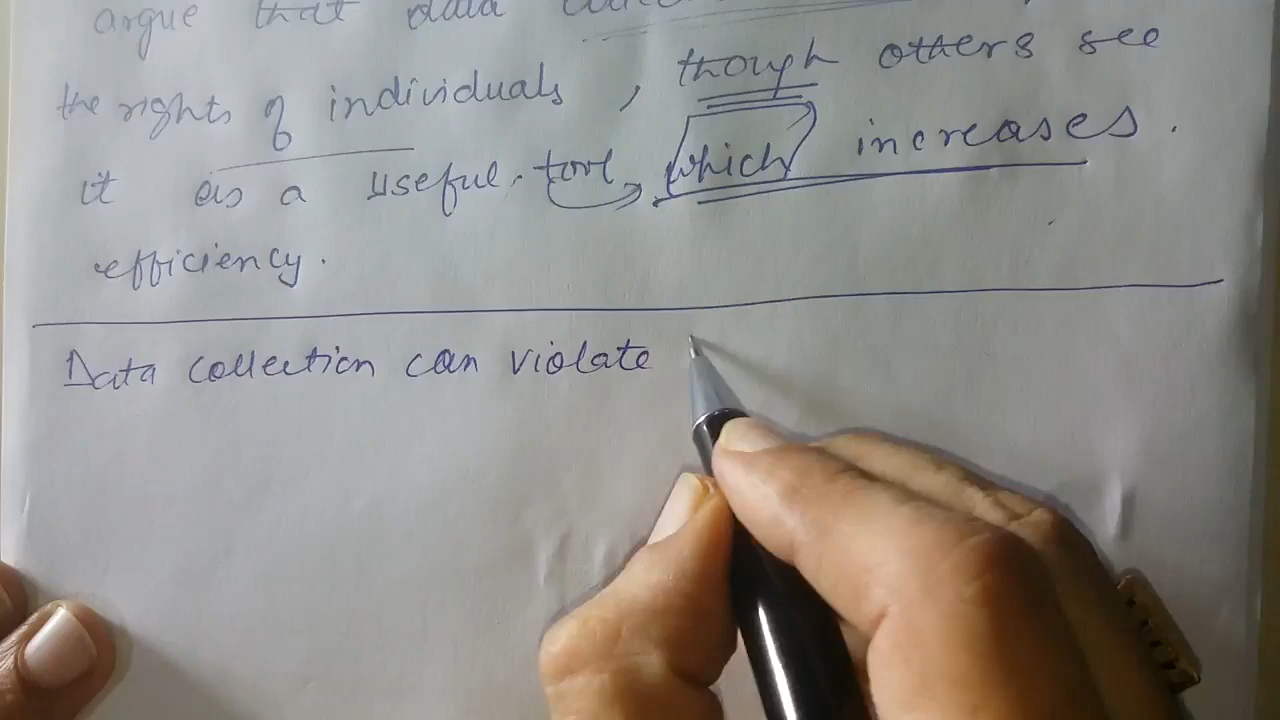 argue that data
the rights of individuals, though others see
it as a useful tool, which increases.
efficiency.
Data collection can violate